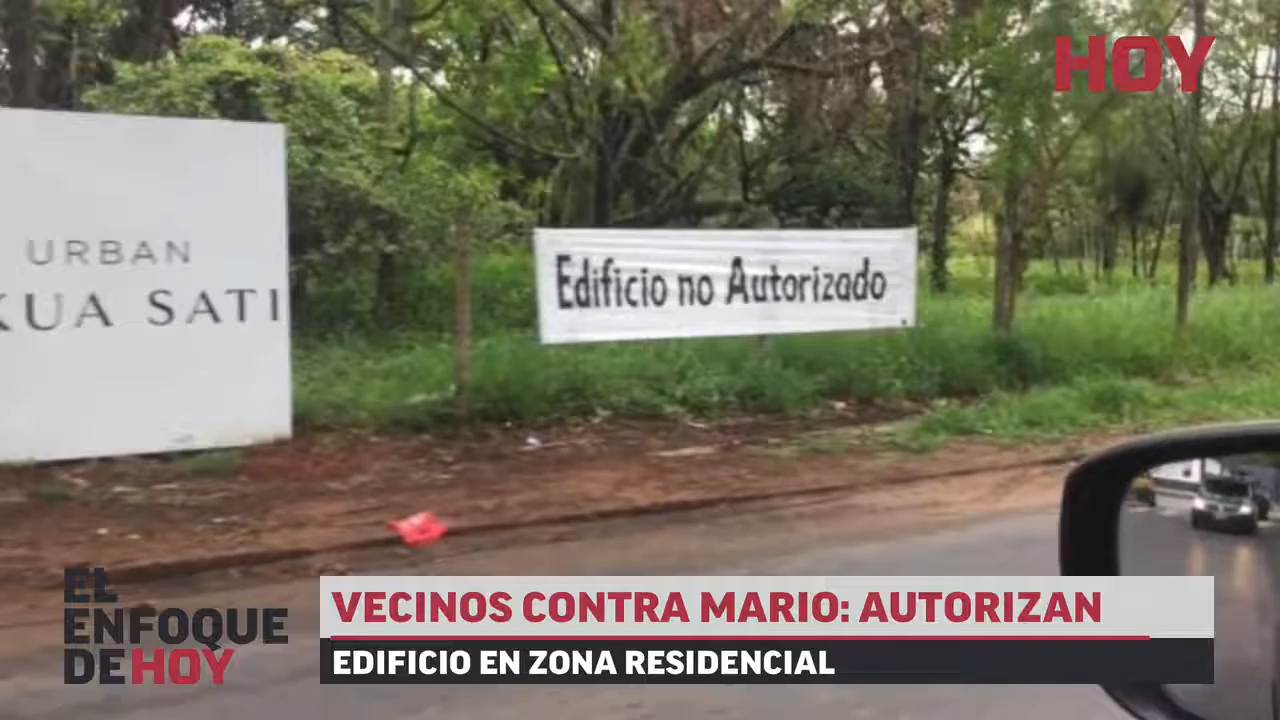 HOY
URBAN
KUA SATI
Edificio no Autorizado
EL
ENFOQUE
DE HOY
VECINOS CONTRA MARIO: AUTORIZAN
EDIFICIO EN ZONA RESIDENCIAL